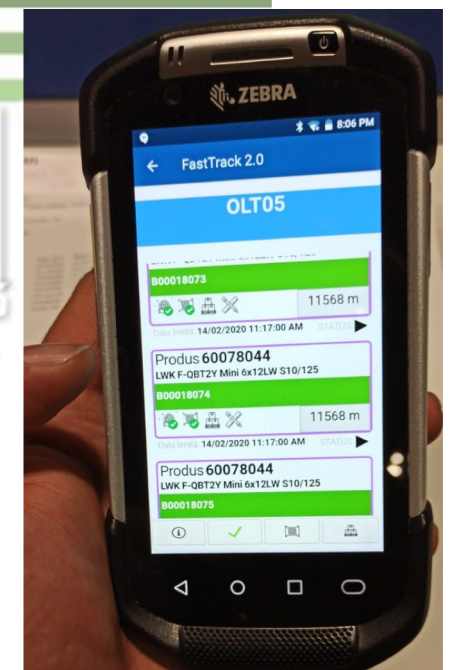 ZEBRA
8:06 PM
FastTrack 2.0
OLT05
B00018073
11568 m
Data limită 14/02/2020 11:17:00 AM STATUS
Produs 60078044
LWK F-QBT2Y Mini 6x12LW S10/125
B00018074
11568 m
Data limită 14/02/2020 11:17:00 AM STATUS
Produs 60078044
LWK F-QBT2Y Mini 6x12LW S10/125
B00018075